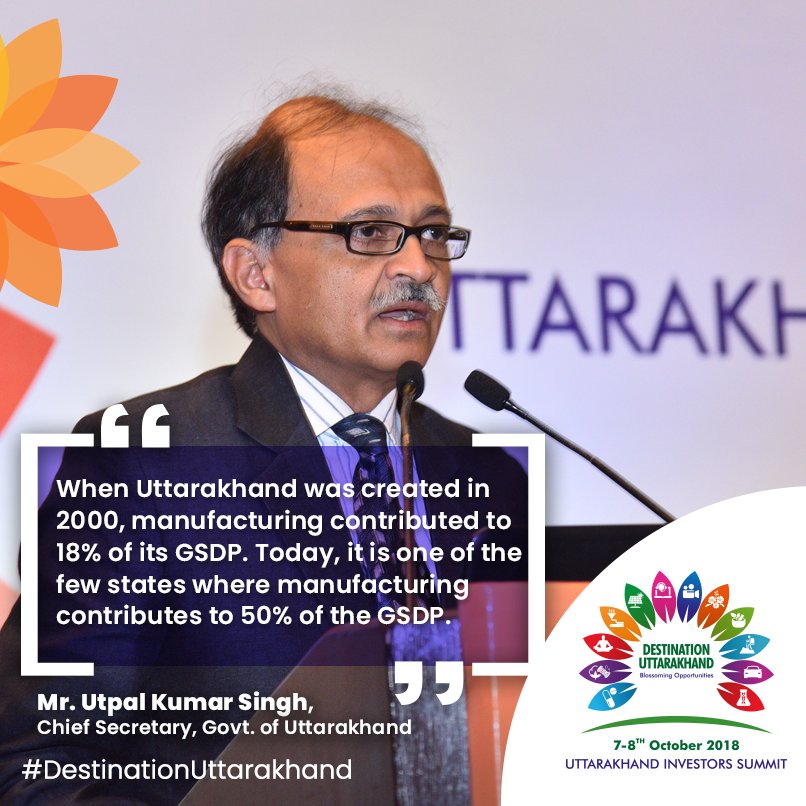 UTTARAKH
“
When Uttarakhand was created in
2000, manufacturing contributed to
18% of its GSDP. Today, it is one of the
few states where manufacturing
contributes to 50% of the GSDP.
”
Mr. Utpal Kumar Singh,
Chief Secretary, Govt. of Uttarakhand
#DestinationUttarakhand
DESTINATION
UTTARAKHAND
Blossoming Opportunities
7-8TH October 2018
UTTARAKHAND INVESTORS SUMMIT